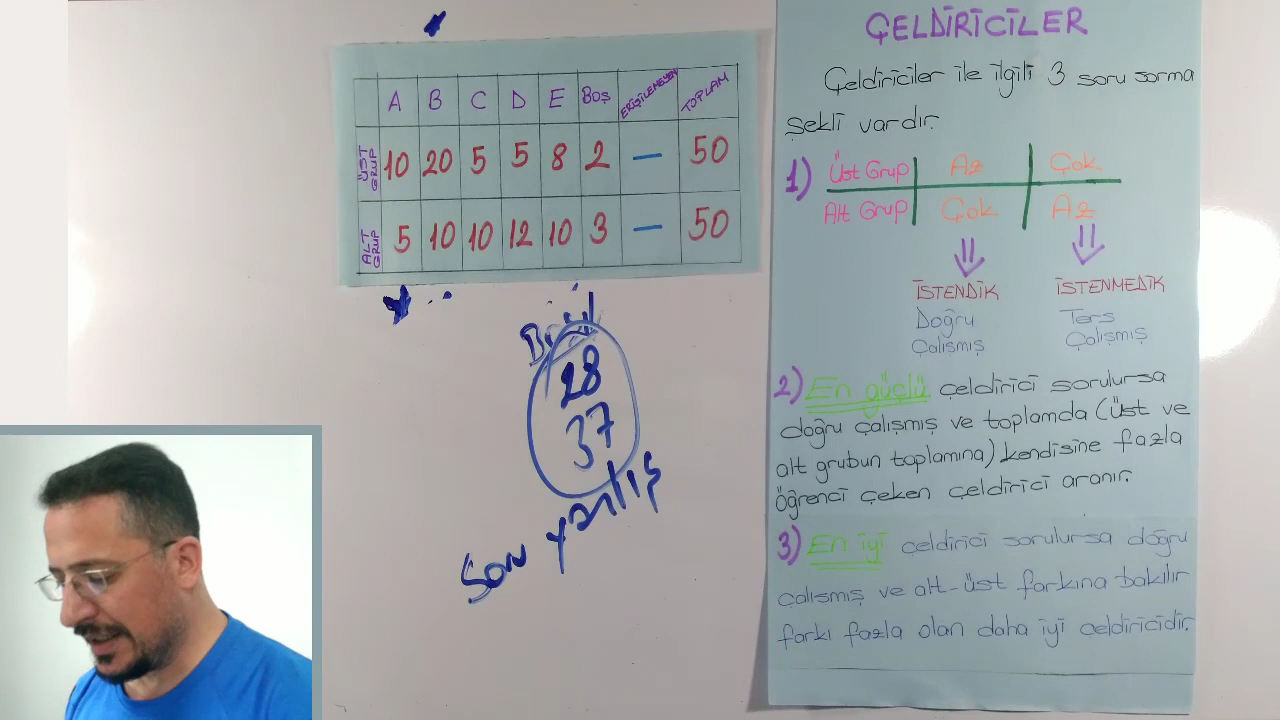 A B C D E Boş ERİŞİLEMEYEN TOPLAM
ÜST GRUP 10 20 5 5 8 2 — 50
ALT GRUP 5 10 10 12 10 3 — 50
28
37
Son yanlış
ÇELDİRİCİLER
Çeldiriciler ile ilgili 3 soru sorma
şekli vardır.
1) Üst Grup Az Çok
Alt Grup Çok Az
İSTENDİK İSTENMEDİK
Doğru Ters
Çalışmış Çalışmış
2) En güçlü çeldirici sorulursa
doğru çalışmış ve toplamda (üst ve
alt grubun toplamına) kendisine fazla
öğrenci çeken çeldirici aranır.
3) En iyi çeldirici sorulursa doğru
çalışmış ve alt-üst farkına bakılır
farkı fazla olan daha iyi çeldiricidir.